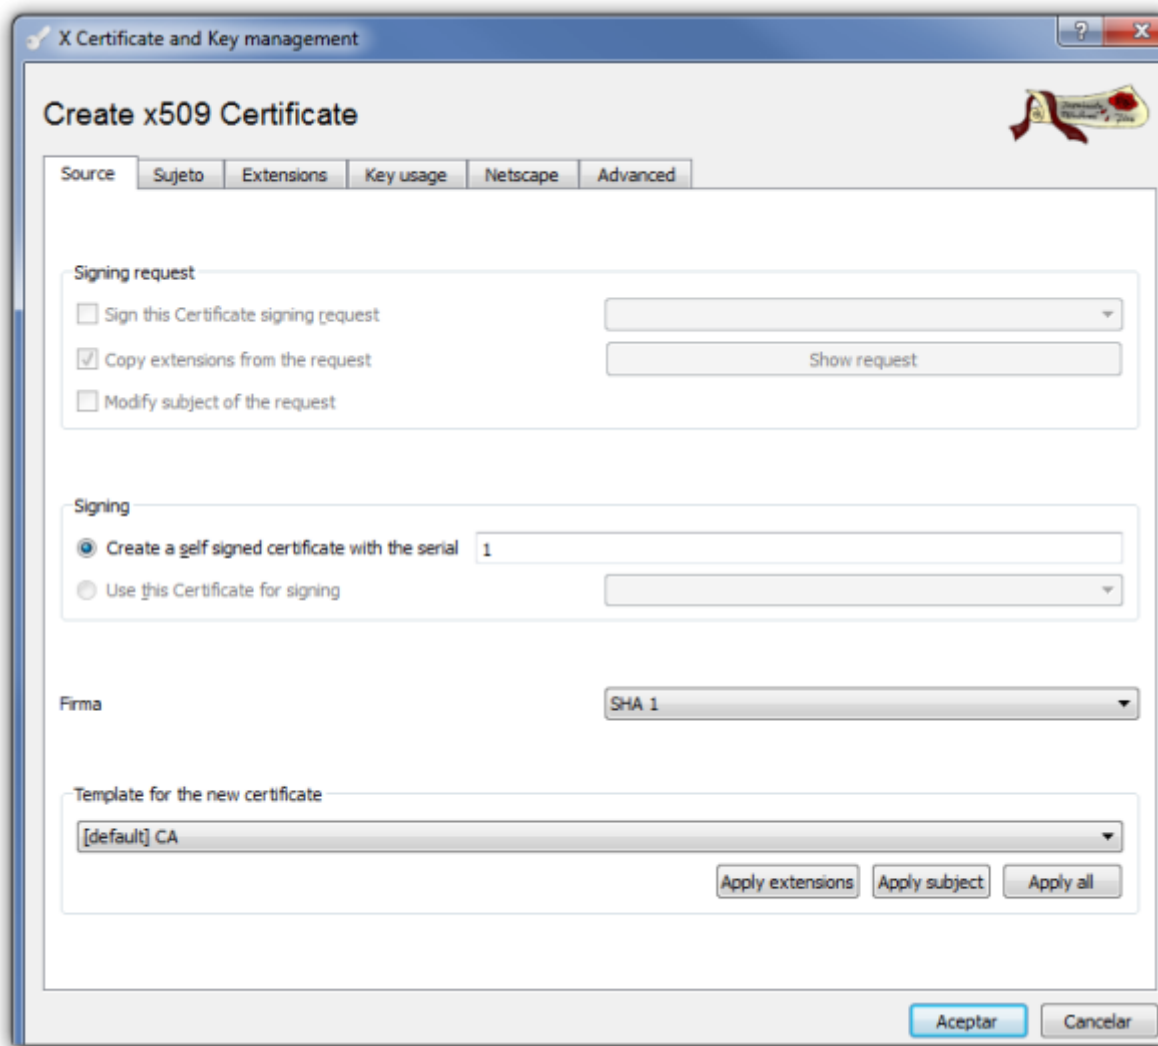 X Certificate and Key management
Create x509 Certificate
Source Sujeto Extensions Key usage Netscape Advanced
Signing request
Sign this Certificate signing request
Copy extensions from the request Show request
Modify subject of the request
Signing
Create a self signed certificate with the serial 1
Use this Certificate for signing
Firma SHA 1
Template for the new certificate
[default] CA
Apply extensions Apply subject Apply all
Aceptar Cancelar